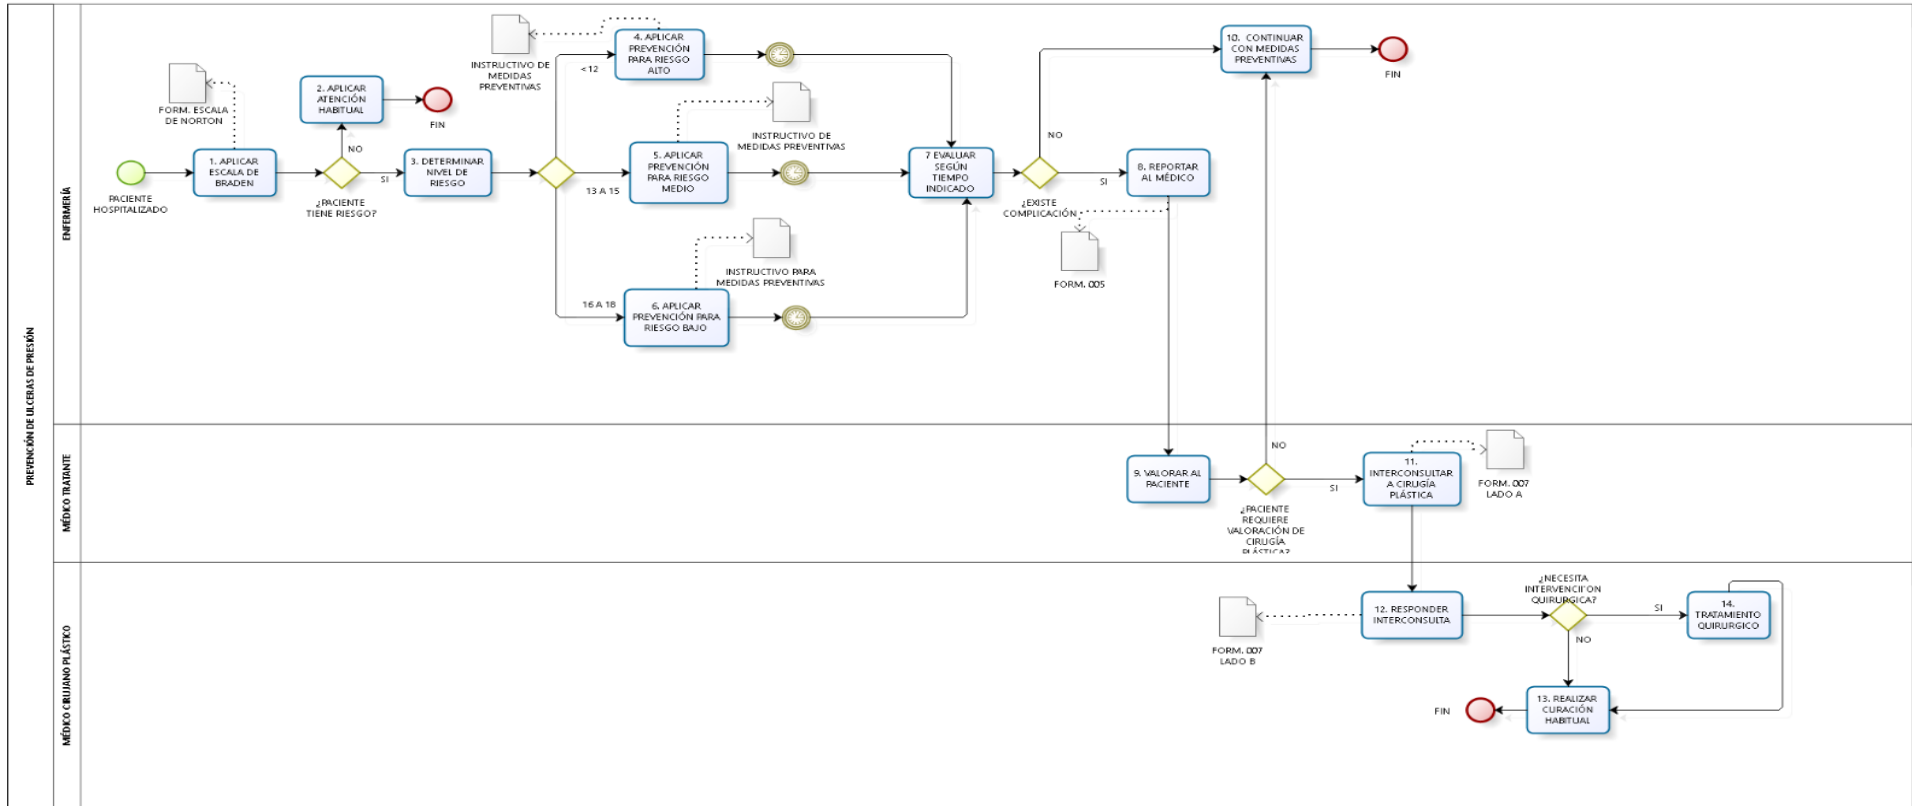 PREVENCIÓN DE ULCERAS DE PRESIÓN
ENFERMERÍA
PACIENTE
HOSPITALIZADO
FORM. ESCALA
DE NORTON
1. APLICAR
ESCALA DE
BRADEN
2. APLICAR
ATENCIÓN
HABITUAL
FIN
NO
SI
¿PACIENTE
TIENE RIESGO?
3. DETERMINAR
NIVEL DE
RIESGO
<12
13 A 15
16 A 18
INSTRUCTIVO DE
MEDIDAS
PREVENTIVAS
4. APLICAR
PREVENCIÓN
PARA RIESGO
ALTO
INSTRUCTIVO DE
MEDIDAS PREVENTIVAS
5. APLICAR
PREVENCIÓN
PARA RIESGO
MEDIO
INSTRUCTIVO PARA
MEDIDAS PREVENTIVAS
6. APLICAR
PREVENCIÓN PARA
RIESGO BAJO
7 EVALUAR
SEGÚN
TIEMPO
INDICADO
NO
SI
¿EXISTE
COMPLICACIÓN
8. REPORTAR
AL MÉDICO
FORM. 005
10. CONTINUAR
CON MEDIDAS
PREVENTIVAS
FIN
MÉDICO TRATANTE
9. VALORAR AL
PACIENTE
NO
SI
¿PACIENTE
REQUIERE
VALORACIÓN DE
CIRUGÍA
PLÁSTICA?
11.
INTERCONSULTAR
A CIRUGÍA
PLÁSTICA
FORM. 007
LADO A
MÉDICO CIRUJANO PLÁSTICO
FORM. 007
LADO B
12. RESPONDER
INTERCONSULTA
¿NECESITA
INTERVENCI'ON
QUIRURGICA?
SI
NO
14.
TRATAMIENTO
QUIRURGICO
13. REALIZAR
CURACIÓN
HABITUAL
FIN